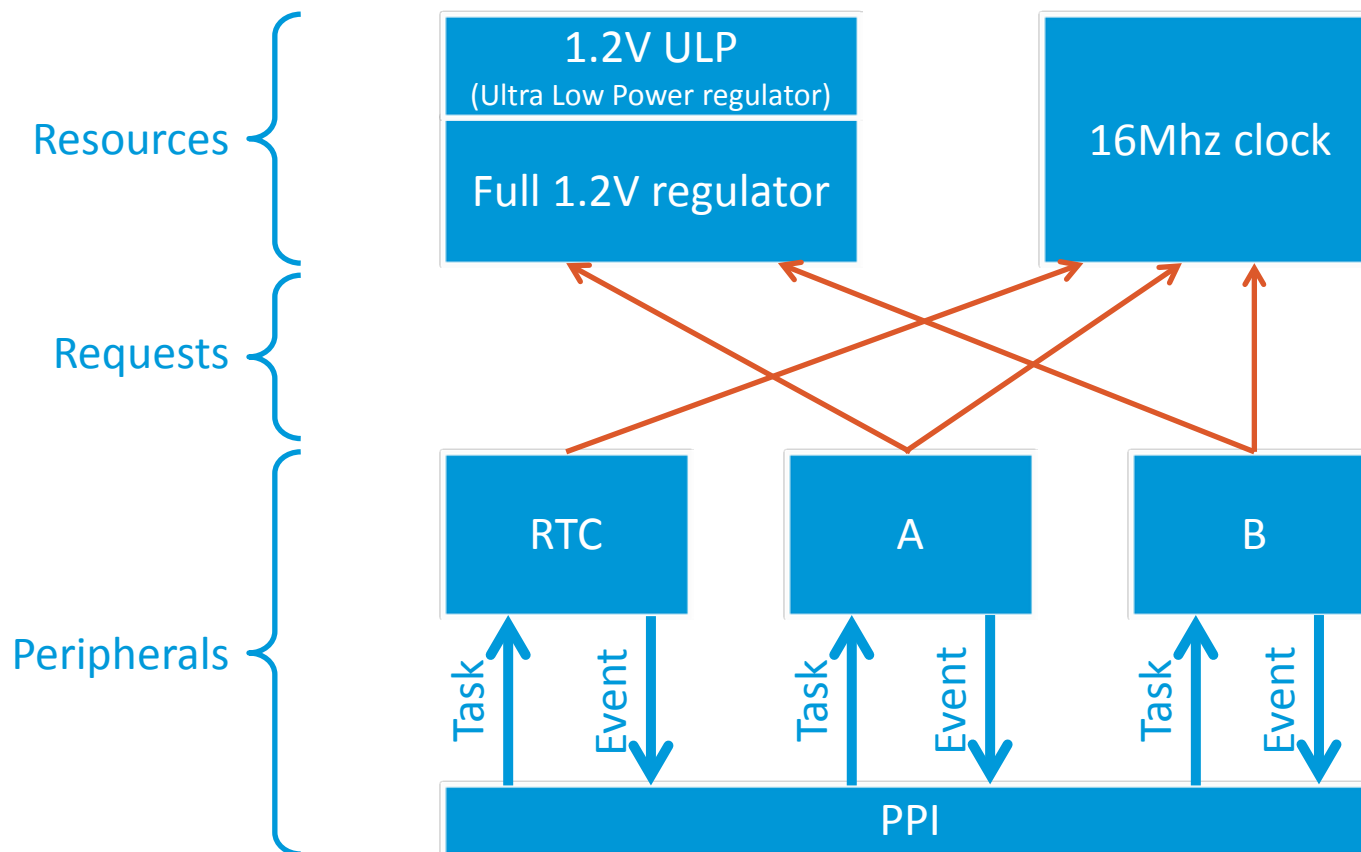 Resources
1.2V ULP
(Ultra Low Power regulator)
Full 1.2V regulator
16Mhz clock
Requests
Peripherals
RTC
A
B
Task
Event
Task
Event
Task
Event
PPI